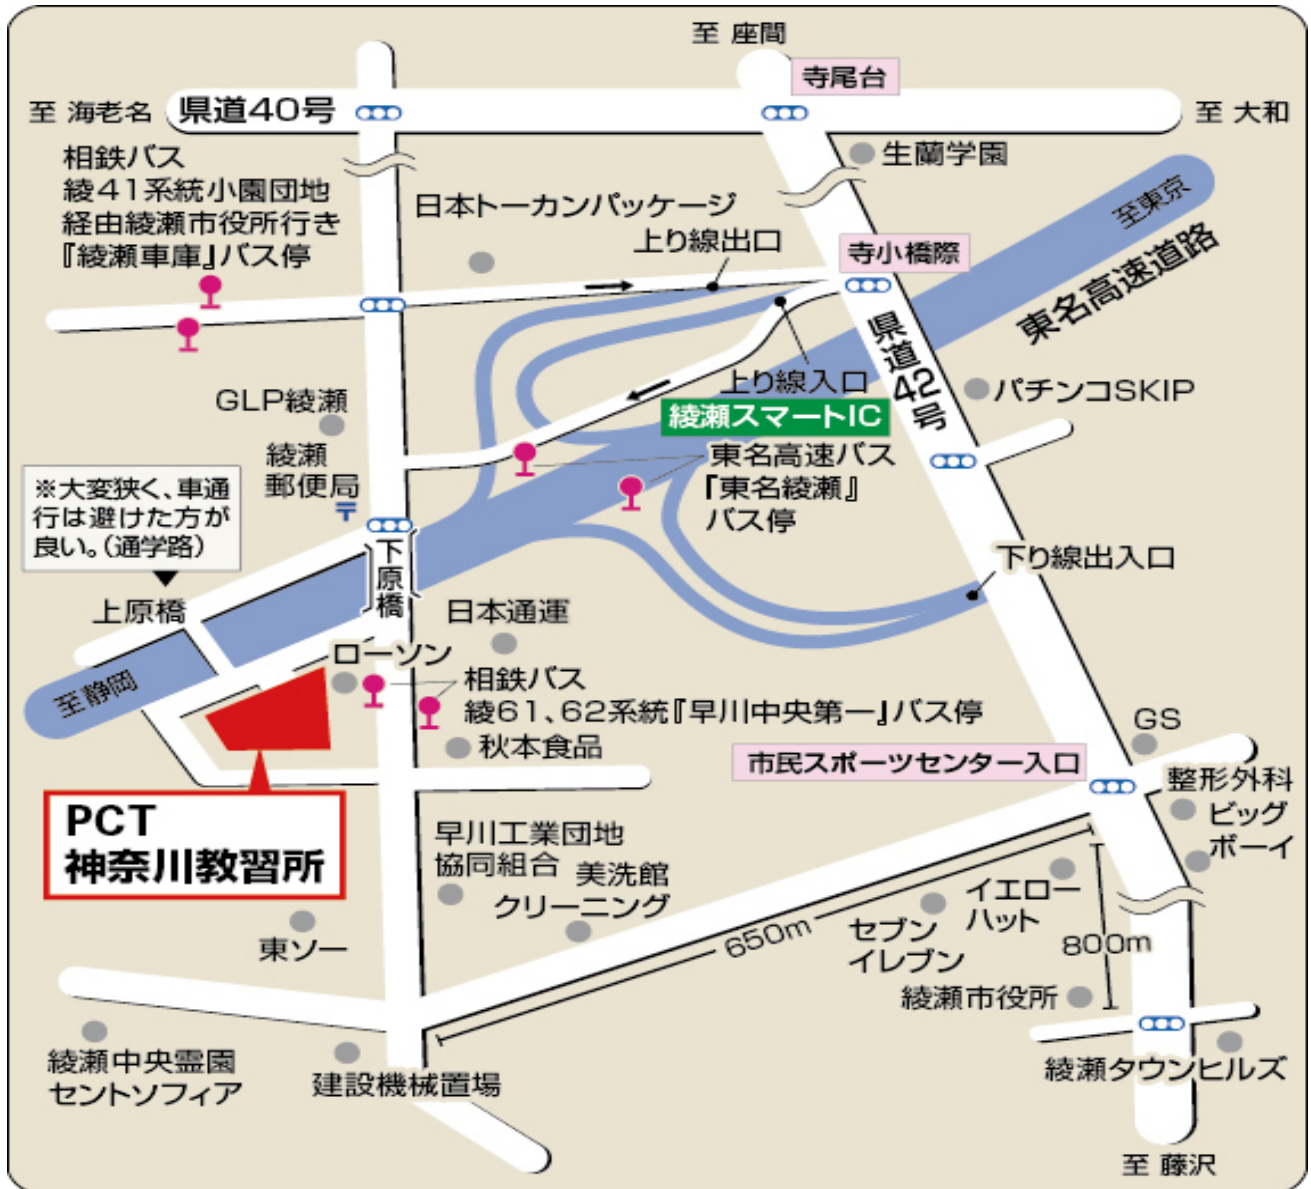 至 座間
寺尾台
至 海老名
県道40号
至 大和
相鉄バス
綾41系統小園団地
経由綾瀬市役所行き
『綾瀬車庫』バス停
生蘭学園
日本トーカンパッケージ
上り線出口
至東京
東名高速道路
寺小橋際
県道42号
上り線入口
綾瀬スマートIC
パチンコSKIP
GLP綾瀬
綾瀬
郵便局
〒
東名高速バス
『東名綾瀬』
バス停
※大変狭く、車通
行は避けた方が
良い。（通学路）
上原橋
下原橋
下り線出入口
日本通運
ローソン
至静岡
相鉄バス
綾61、62系統『早川中央第一』バス停
秋本食品
GS
市民スポーツセンター入口
整形外科
ビッグ
ボーイ
PCT
神奈川教習所
早川工業団地
協同組合
美洗館
クリーニング
イエロー
ハット
セブン
イレブン
650m
800m
東ソー
綾瀬市役所
綾瀬中央霊園
セントソフィア
建設機械置場
綾瀬タウンヒルズ
至 藤沢